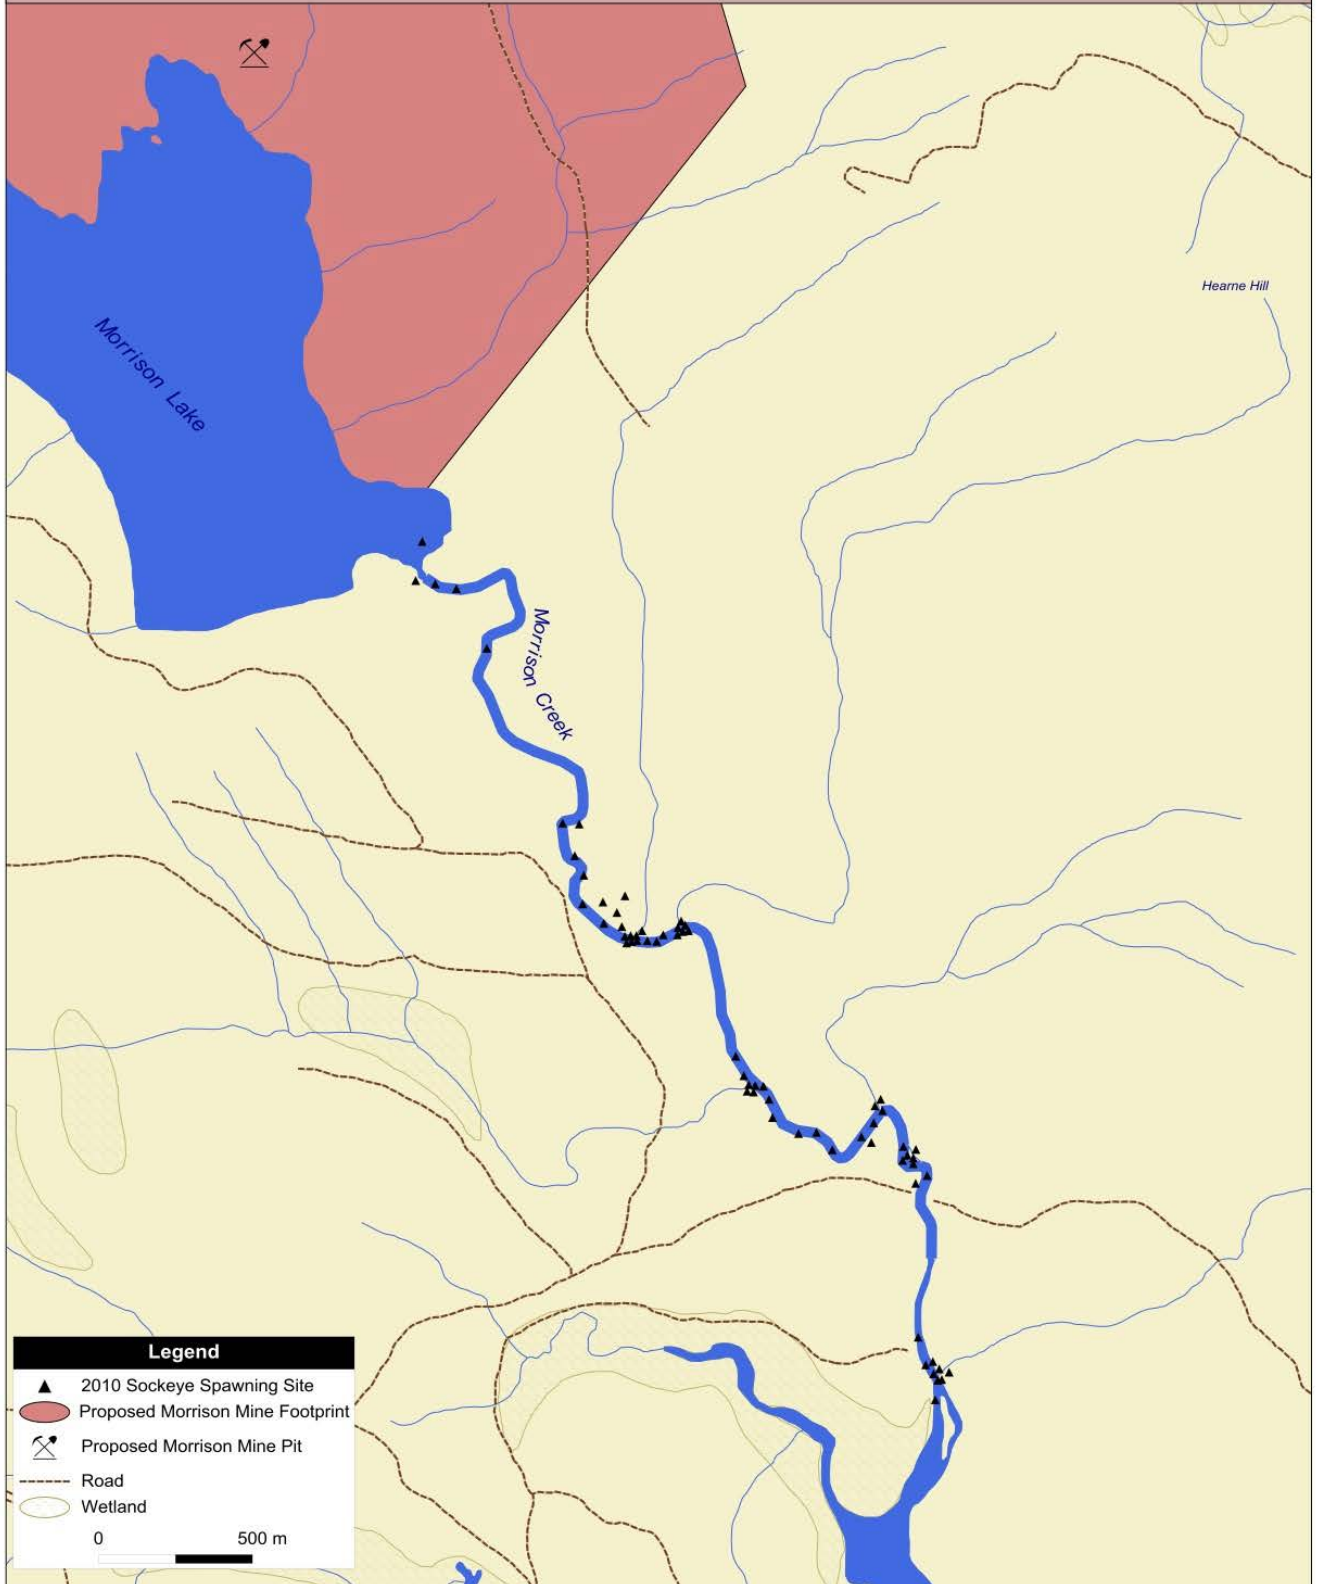 Hearne Hill
Morrison Lake
Morrison Creek
Legend
2010 Sockeye Spawning Site
Proposed Morrison Mine Footprint
Proposed Morrison Mine Pit
Road
Wetland
0 500 m